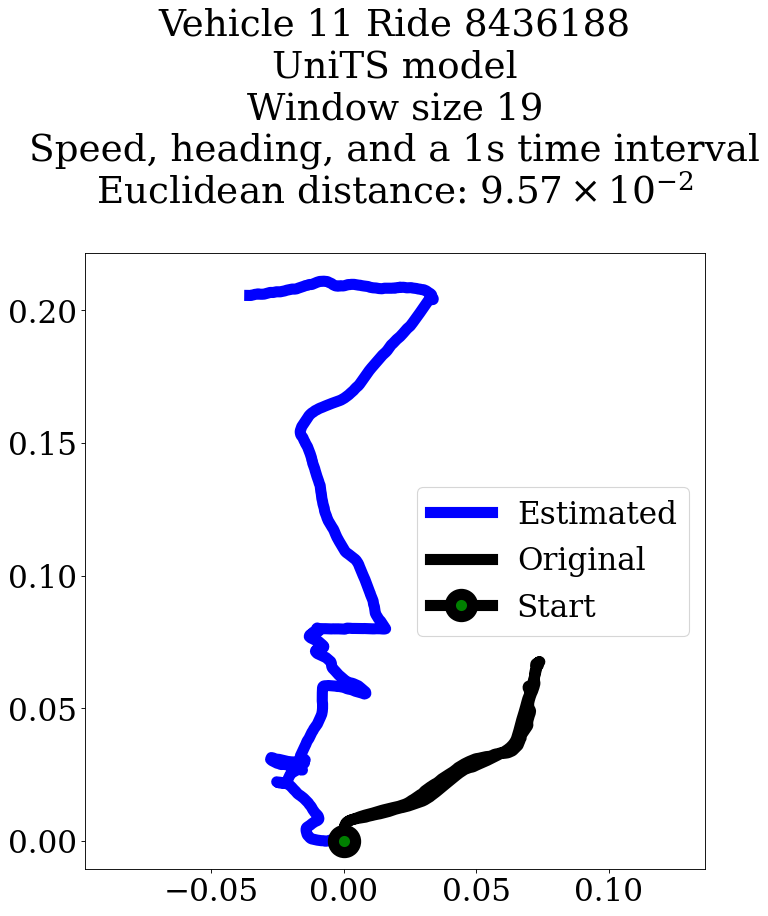 Vehicle 11 Ride 8436188
UniTS model
Window size 19
Speed, heading, and a 1s time interval
Euclidean distance: 9.57 × 10⁻²
0.20
0.15
0.10
0.05
0.00
Estimated
Original
Start
−0.05 0.00 0.05 0.10